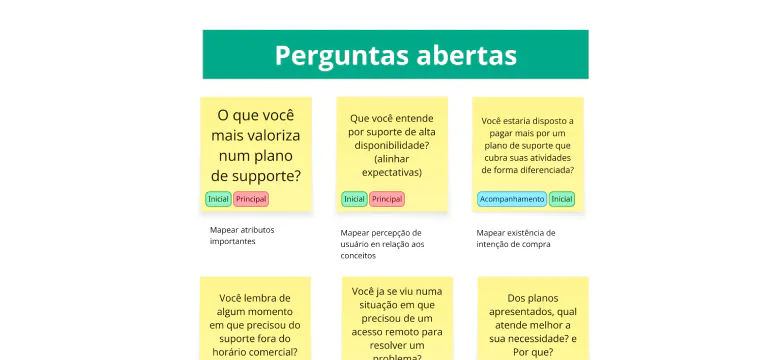 Perguntas abertas
O que você
mais valoriza
num plano
de supporte?
Inicial
Principal
Mapear atributos
importantes
Que você entende
por suporte de alta
disponibilidade?
(alinhar
expectativas)
Inicial
Principal
Mapear percepção de
usuário en relação aos
conceitos
Você estaria disposto a
pagar mais por um
plano de suporte que
cubra suas atividades
de forma diferenciada?
Acompanhamento
Inicial
Mapear existência de
intenção de compra
Você lembra de
algum momento
em que precisou do
suporte fora do
horário comercial?
Você ja se viu numa
situação em que
precisou de um
acesso remoto para
resolver um
problema?
Dos planos
apresentados, qual
atende melhor a
sua necessidade? e
Por que?